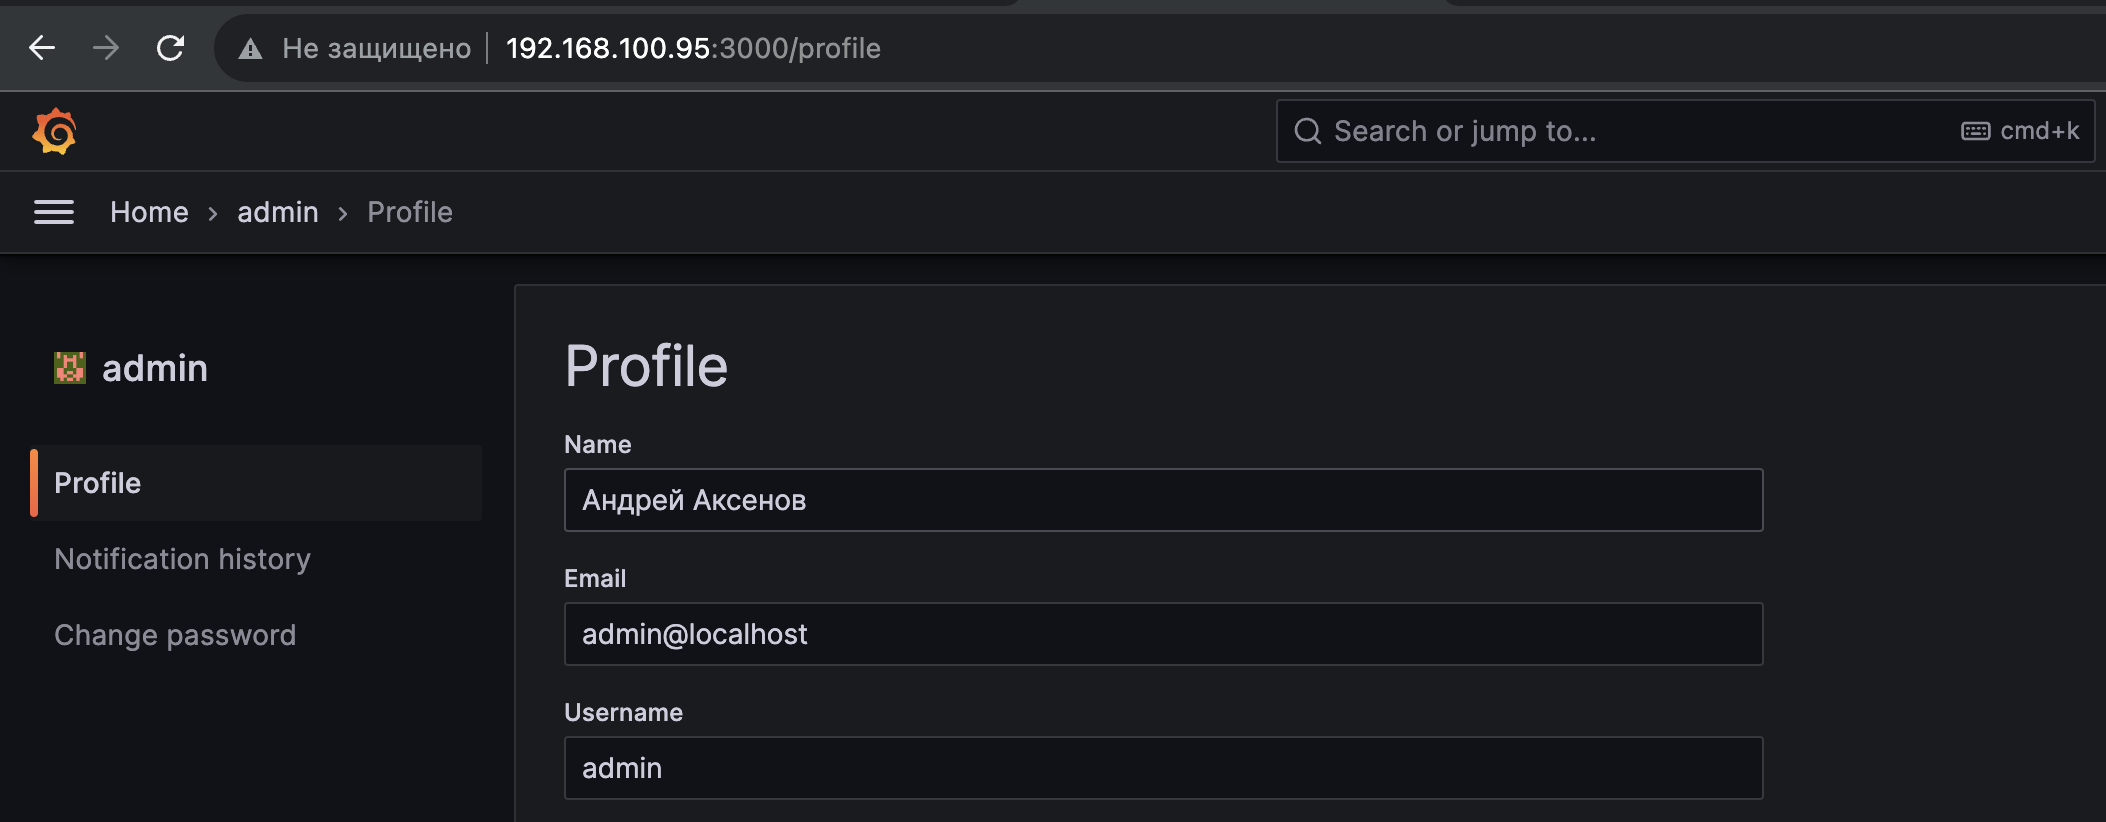 Не защищено 192.168.100.95:3000/profile
Search or jump to... cmd+k
Home › admin › Profile
admin
Profile
Notification history
Change password
Profile
Name
Андрей Аксенов
Email
admin@localhost
Username
admin